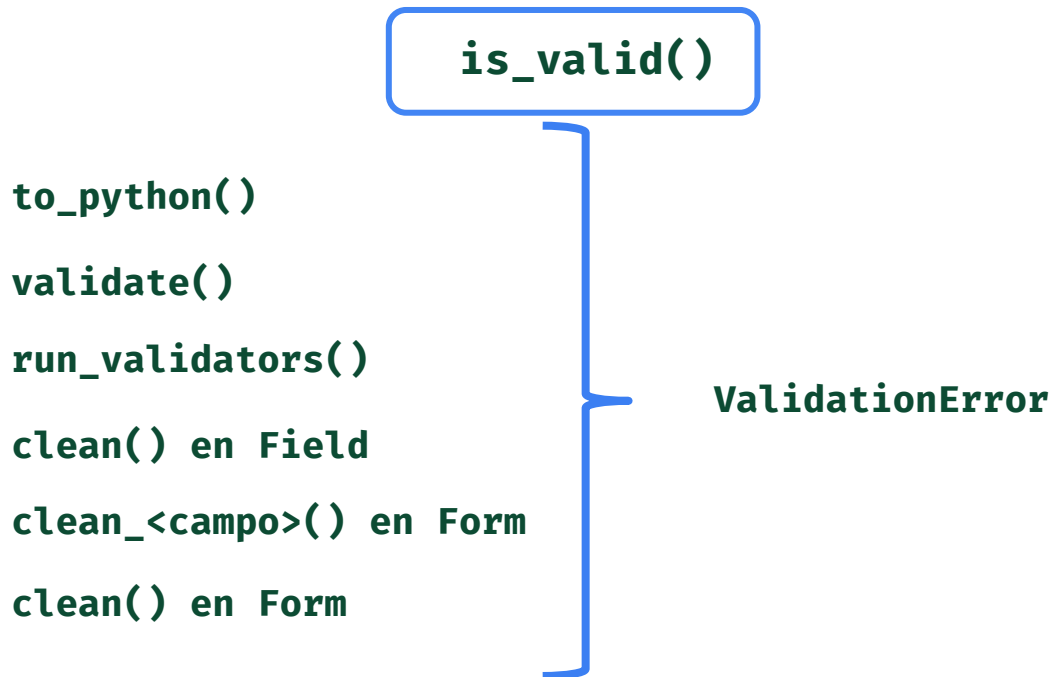 is_valid()
to_python()
validate()
run_validators()
clean() en Field
clean_<campo>() en Form
clean() en Form
ValidationError